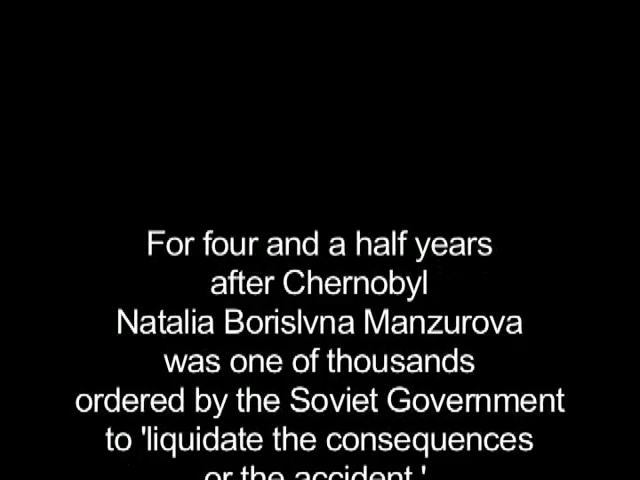 For four and a half years
after Chernobyl
Natalia Borislvna Manzurova
was one of thousands
ordered by the Soviet Government
to 'liquidate the consequences
or the accident.'